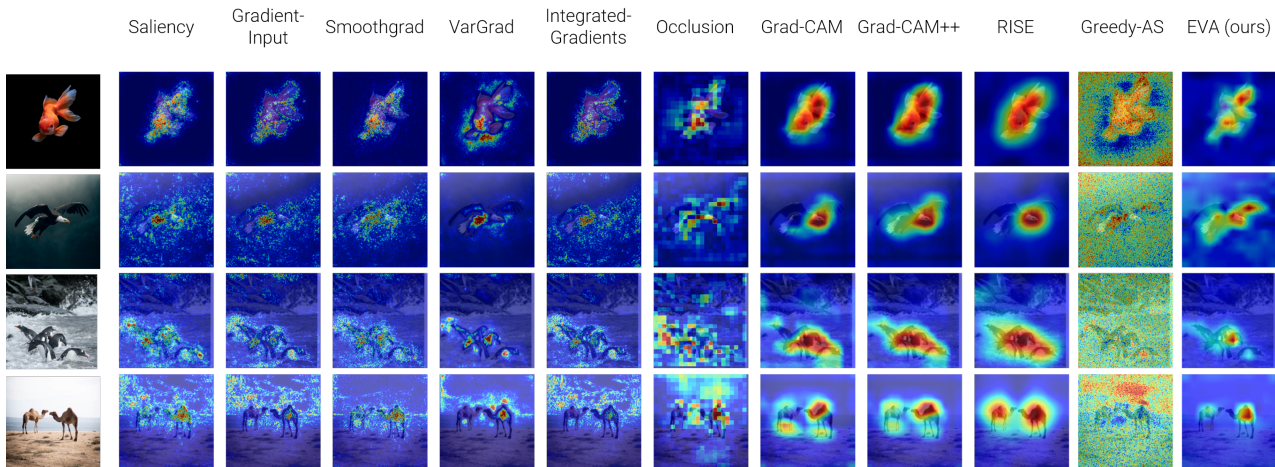 Saliency
Gradient-
Input
Smoothgrad
VarGrad
Integrated-
Gradients
Occlusion
Grad-CAM
Grad-CAM++
RISE
Greedy-AS
EVA (ours)